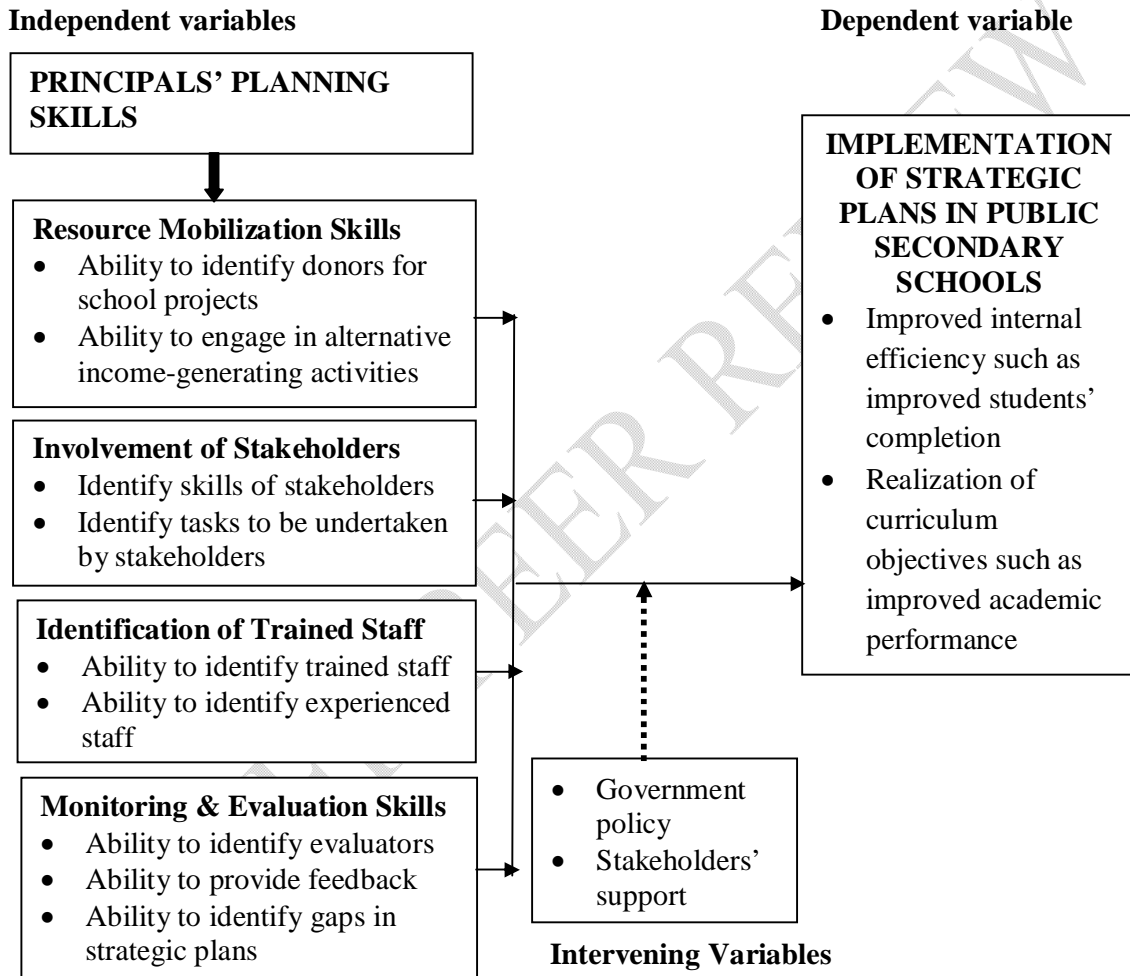 Independent variables
Dependent variable
PRINCIPALS' PLANNING
SKILLS
Resource Mobilization Skills
• Ability to identify donors for
school projects
• Ability to engage in alternative
income-generating activities
Involvement of Stakeholders
• Identify skills of stakeholders
• Identify tasks to be undertaken
by stakeholders
Identification of Trained Staff
• Ability to identify trained staff
• Ability to identify experienced
staff
Monitoring & Evaluation Skills
• Ability to identify evaluators
• Ability to provide feedback
• Ability to identify gaps in
strategic plans
• Government
policy
• Stakeholders'
support
Intervening Variables
IMPLEMENTATION
OF STRATEGIC
PLANS IN PUBLIC
SECONDARY
SCHOOLS
• Improved internal
efficiency such as
improved students'
completion
• Realization of
curriculum
objectives such as
improved academic
performance
PEER REVIEW